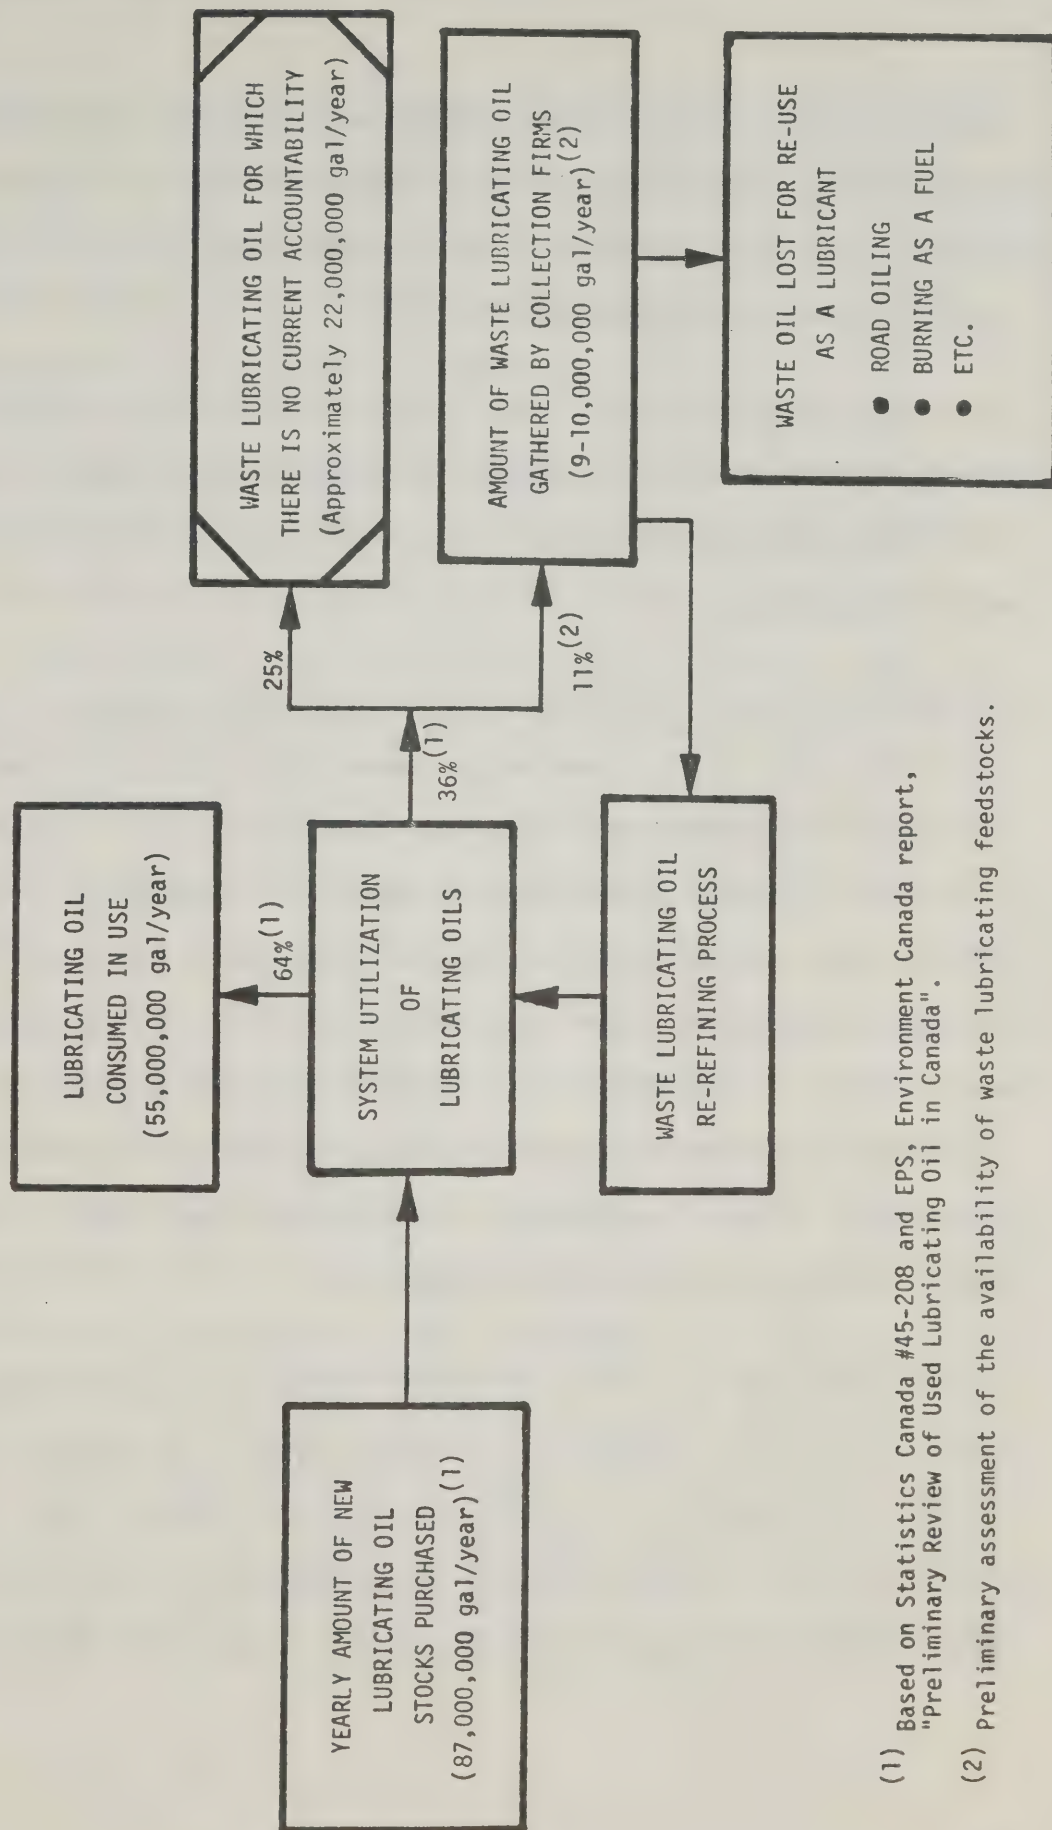 YEARLY AMOUNT OF NEW
LUBRICATING OIL
STOCKS PURCHASED
(87,000,000 gal/year)(1)
LUBRICATING OIL
CONSUMED IN USE
(55,000,000 gal/year)
64%(1)
SYSTEM UTILIZATION
OF
LUBRICATING OILS
36%(1)
WASTE LUBRICATING OIL
RE-REFINING PROCESS
25%
11%(2)
WASTE LUBRICATING OIL FOR WHICH
THERE IS NO CURRENT ACCOUNTABILITY
(Approximately 22,000,000 gal/year)
AMOUNT OF WASTE LUBRICATING OIL
GATHERED BY COLLECTION FIRMS
(9-10,000,000 gal/year)(2)
WASTE OIL LOST FOR RE-USE
AS A LUBRICANT
● ROAD OILING
● BURNING AS A FUEL
● ETC.
(1) Based on Statistics Canada #45-208 and EPS, Environment Canada report,
"Preliminary Review of Used Lubricating Oil in Canada".
(2) Preliminary assessment of the availability of waste lubricating feedstocks.